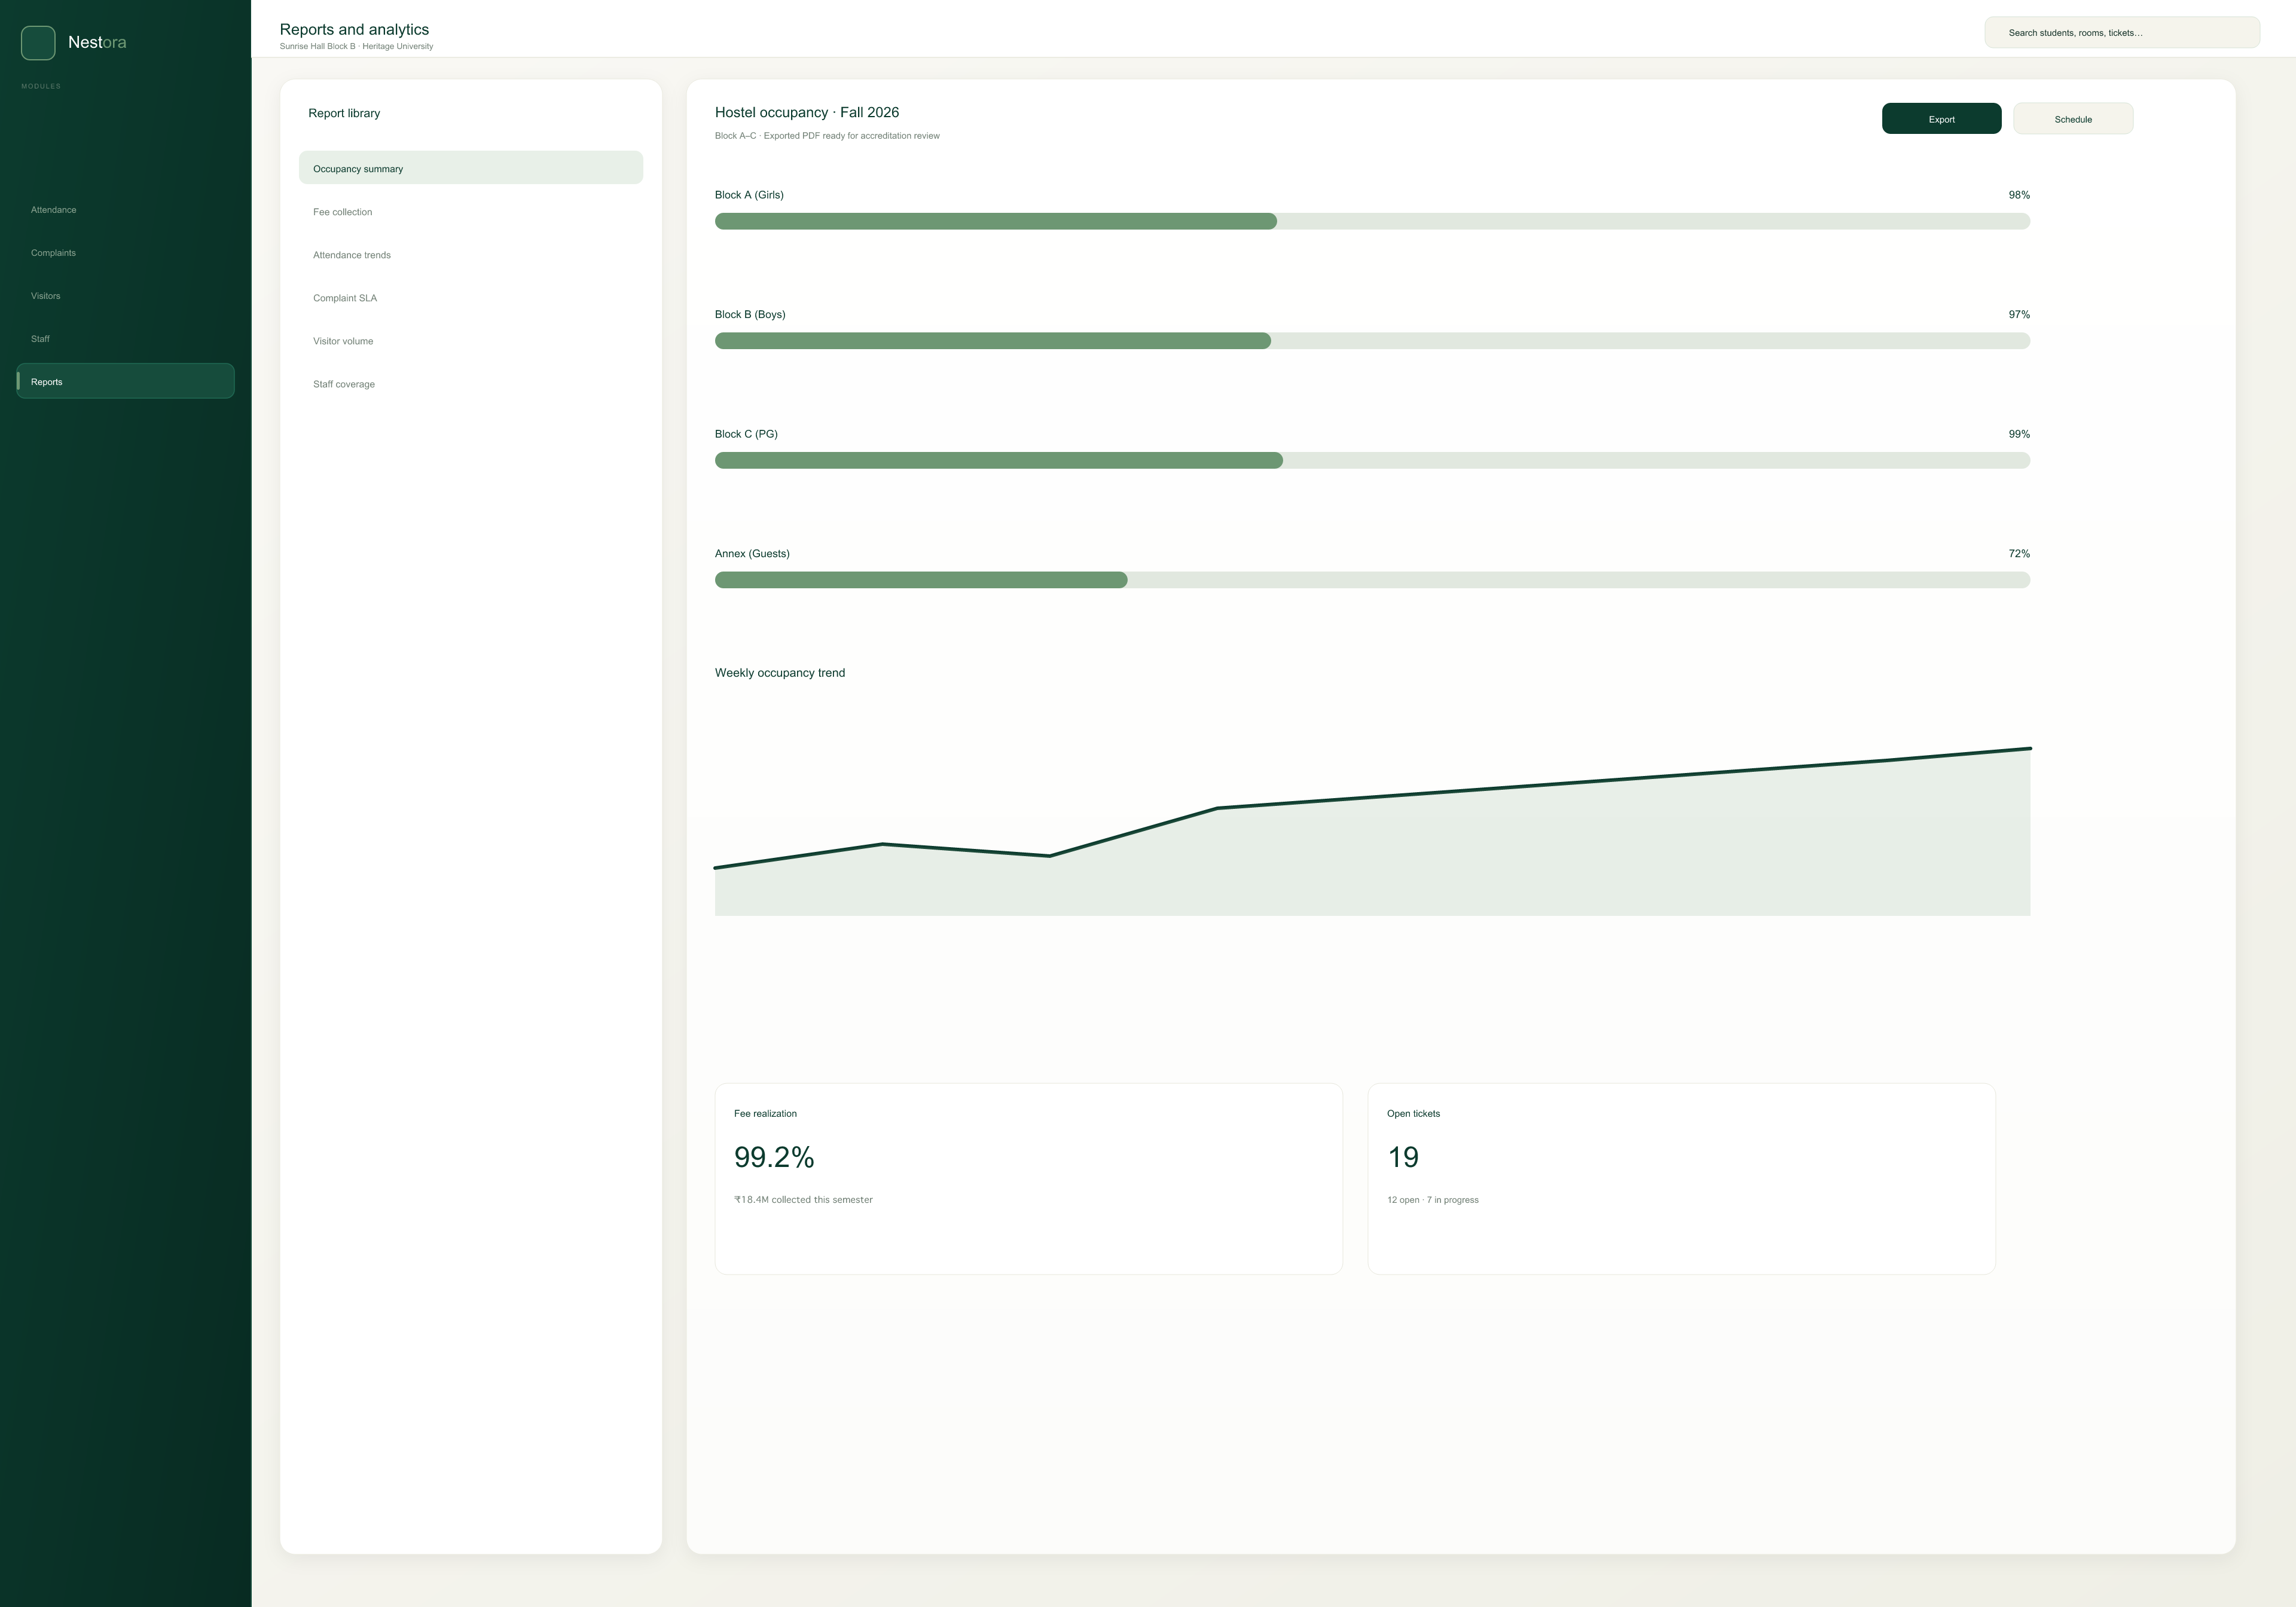 Nestora
MODULES
Attendance
Complaints
Visitors
Staff
Reports
Reports and analytics
Sunrise Hall Block B · Heritage University
Search students, rooms, tickets…
Report library
Occupancy summary
Fee collection
Attendance trends
Complaint SLA
Visitor volume
Staff coverage
Hostel occupancy · Fall 2026
Block A–C · Exported PDF ready for accreditation review
Export
Schedule
Block A (Girls)
98%
Block B (Boys)
97%
Block C (PG)
99%
Annex (Guests)
72%
Weekly occupancy trend
Fee realization
99.2%
₹18.4M collected this semester
Open tickets
19
12 open · 7 in progress